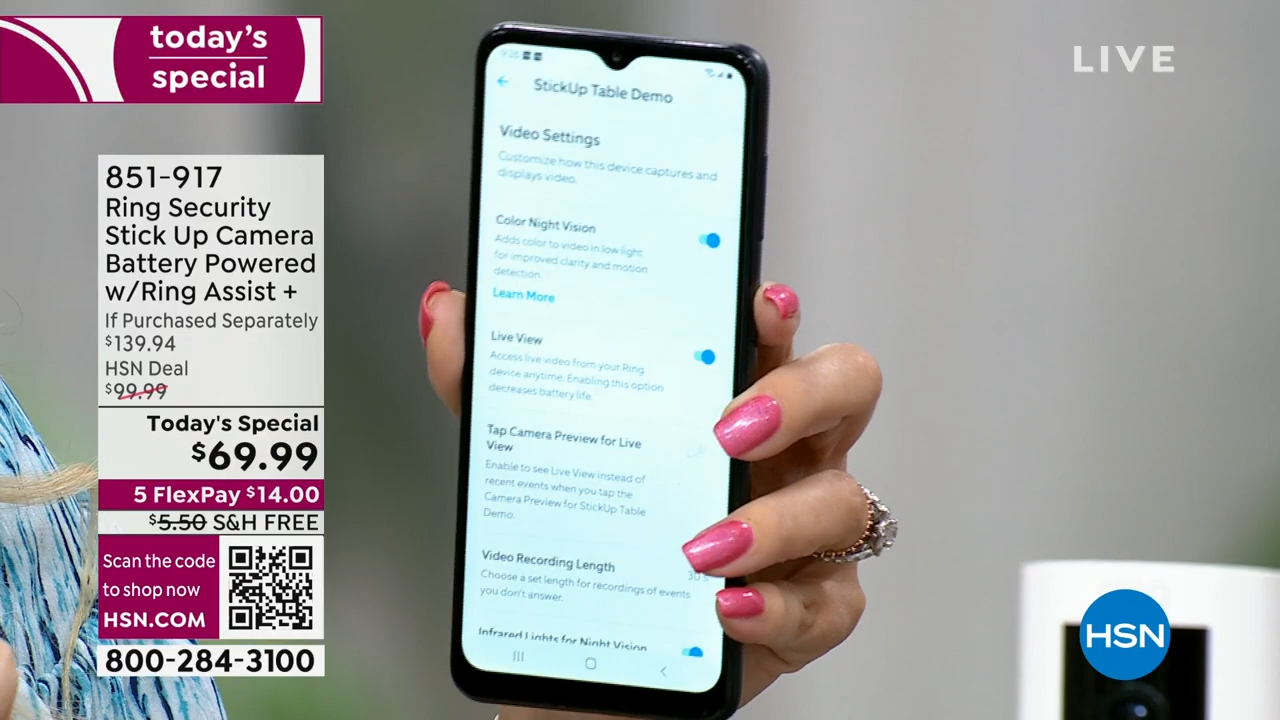 today's
special
LIVE
851-917
Ring Security
Stick Up Camera
Battery Powered
w/Ring Assist +
If Purchased Separately
$139.94
HSN Deal
$99.99
Today's Special
$69.99
5 FlexPay $14.00
$5.50 S&H FREE
Scan the code
to shop now
HSN.COM
800-284-3100
StickUp Table Demo
Video Settings
Customize how this device captures and
displays video.
Color Night Vision
Adds color to video in low light
for improved clarity and motion
detection.
Learn More
Live View
Access live video from your Ring
device anytime. Enabling this option
decreases battery life.
Tap Camera Preview for Live
View
Enable to see Live View instead of
recent events when you tap the
Camera Preview for StickUp Table
Demo.
Video Recording Length
30 s
Choose a set length for recordings of events
you don't answer.
Infrared Lights for Night Vision
HSN